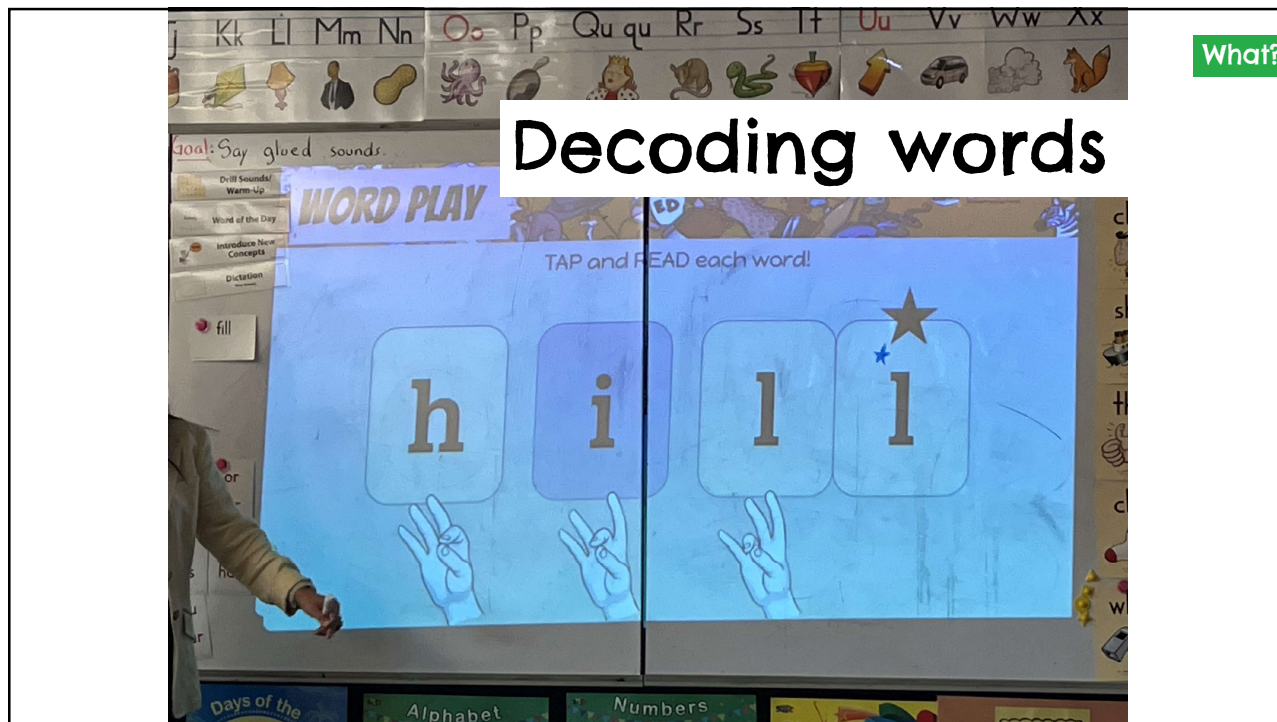 Kk Ll Mm Nn Oo Pp Qu qu Rr Ss Tt Uu Vv Ww Xx
What?
Decoding words
Goal: Say glued sounds.
Drill Sounds/
Warm-Up
WORD PLAY
ED
Word of the Day
Introduce New
Concepts
TAP and READ each word!
Dictation
fill
h i l l
or
Days of the
Alphabet
Numbers